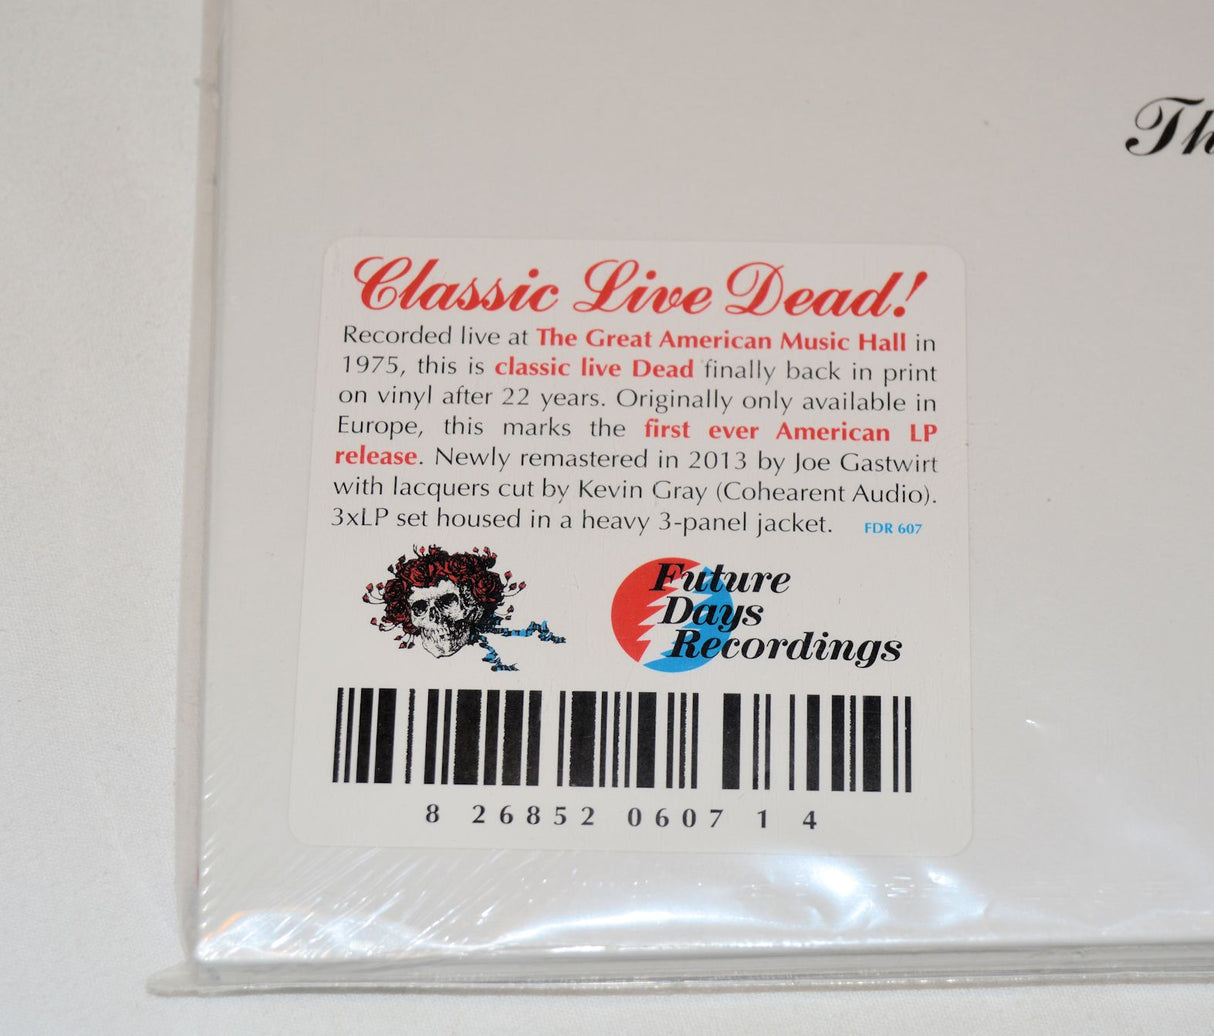 Th
Classic Live Dead!
Recorded live at The Great American Music Hall in
1975, this is classic live Dead finally back in print
on vinyl after 22 years. Originally only available in
Europe, this marks the first ever American LP
release. Newly remastered in 2013 by Joe Gastwirt
with lacquers cut by Kevin Gray (Cohearent Audio).
3xLP set housed in a heavy 3-panel jacket. FDR 607
Future
Days
Recordings
8 26852 0607 1 4